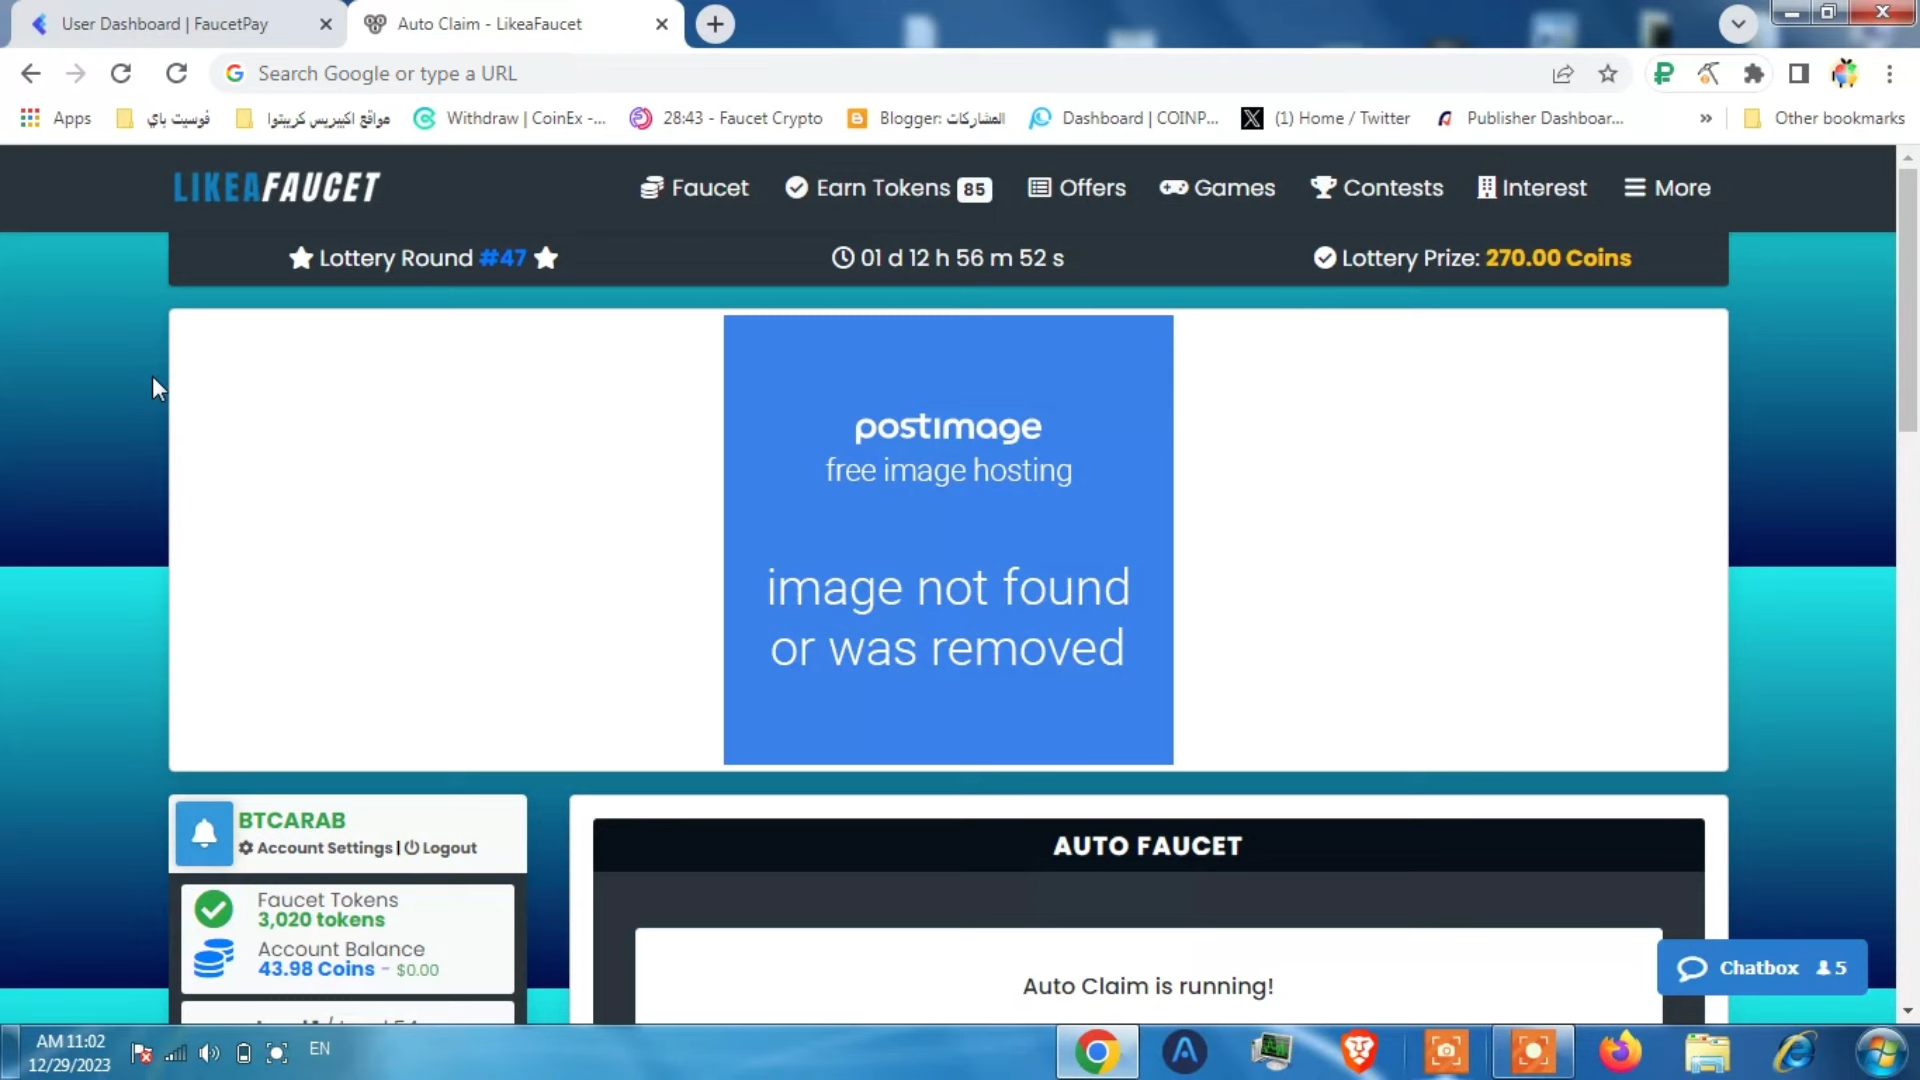 User Dashboard | FaucetPay
Auto Claim - LikeaFaucet
Search Google or type a URL
Apps
فوسيت باي
مواقع اكبيريس كريبتوا
Withdraw | CoinEx -...
28:43 - Faucet Crypto
Blogger: المشاركات
Dashboard | COINP...
(1) Home / Twitter
Publisher Dashboar...
»
Other bookmarks
LIKEAFAUCET
Faucet
Earn Tokens 85
Offers
Games
Contests
Interest
More
Lottery Round #47
01 d 12 h 56 m 52 s
Lottery Prize: 270.00 Coins
postimage
free image hosting
image not found
or was removed
BTCARAB
Account Settings | Logout
Faucet Tokens
3,020 tokens
Account Balance
43.98 Coins - $0.00
AUTO FAUCET
Auto Claim is running!
Chatbox 5
AM 11:02
12/29/2023
EN